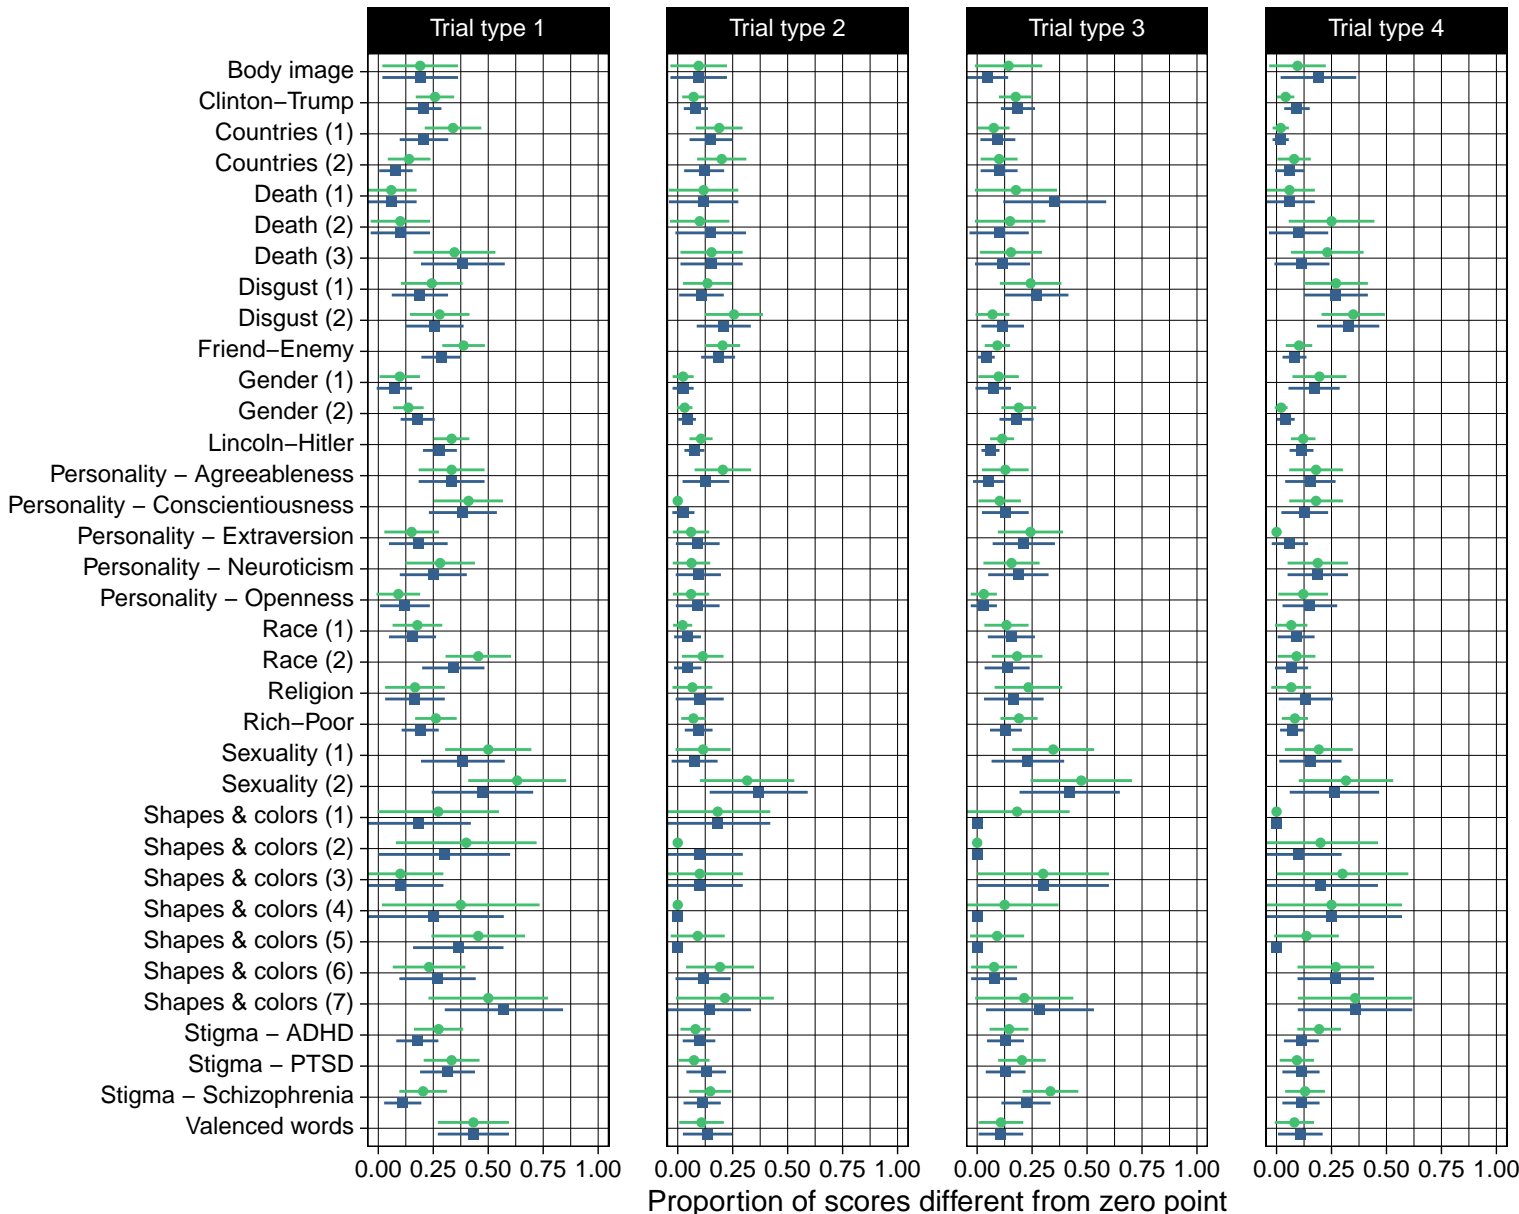 Trial type 1 Trial type 2 Trial type 3 Trial type 4
Body image
Clinton−Trump
Countries (1)
Countries (2)
Death (1)
Death (2)
Death (3)
Disgust (1)
Disgust (2)
Friend−Enemy
Gender (1)
Gender (2)
Lincoln−Hitler
Personality − Agreeableness
Personality − Conscientiousness
Personality − Extraversion
Personality − Neuroticism
Personality − Openness
Race (1)
Race (2)
Religion
Rich−Poor
Sexuality (1)
Sexuality (2)
Shapes & colors (1)
Shapes & colors (2)
Shapes & colors (3)
Shapes & colors (4)
Shapes & colors (5)
Shapes & colors (6)
Shapes & colors (7)
Stigma − ADHD
Stigma − PTSD
Stigma − Schizophrenia
Valenced words
0.00 0.25 0.50 0.75 1.00 0.00 0.25 0.50 0.75 1.00 0.00 0.25 0.50 0.75 1.00 0.00 0.25 0.50 0.75 1.00
Proportion of scores different from zero point